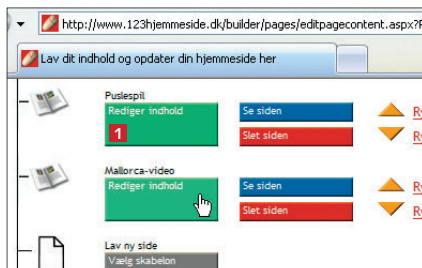 http://www.123hjemmeside.dk/builder/pages/editpagecontent.aspx?
Lav dit indhold og opdater din hjemmeside her
Puslespil
Rediger indhold
Se siden
1
Slet siden
Mallorca-video
Rediger indhold
Se siden
Slet siden
Lav ny side
Vælg skabelon